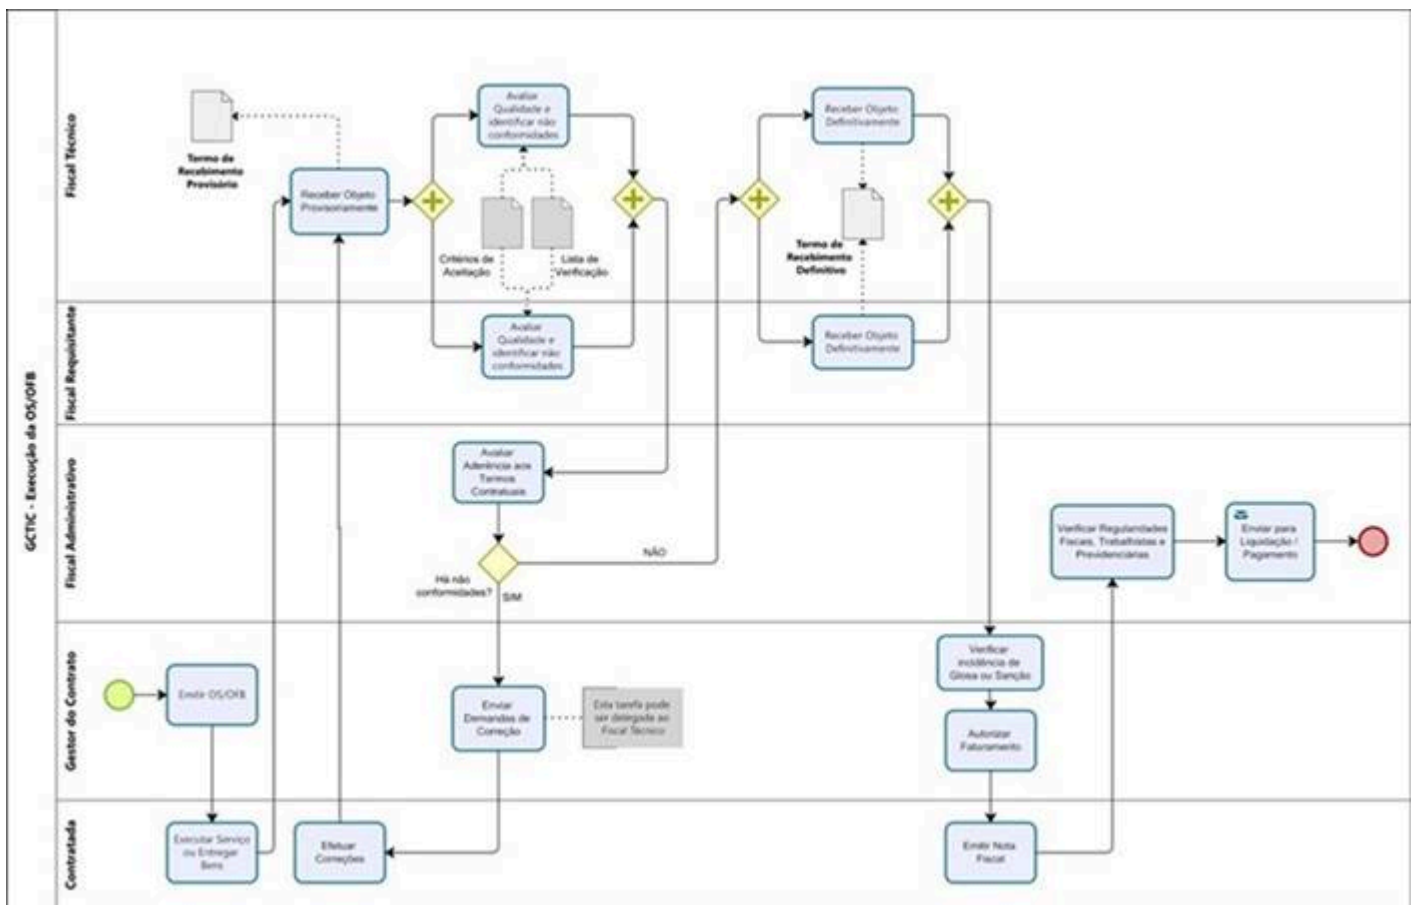 GCTIC - Execução da OS/OFB
Fiscal Técnico
Termo de
Recebimento
Provisório
Receber Objeto
Provisoriamente
Avaliar
Qualidade e
identificar não
conformidades
Critérios de
Aceitação
Lista de
Verificação
Receber Objeto
Definitivamente
Termo de
Recebimento
Definitivo
Fiscal Requisitante
Avaliar
Qualidade e
identificar não
conformidades
Receber Objeto
Definitivamente
Fiscal Administrativo
Avaliar
Aderência aos
Termos
Contratuais
Há não
conformidades?
NÃO
SIM
Verificar Regularidades
Fiscais, Trabalhistas e
Previdenciárias
Enviar para
Liquidação /
Pagamento
Gestor do Contrato
Emitir OS/OFB
Enviar
Demandas de
Correção
Esta tarefa pode
ser delegada ao
Fiscal Técnico
Verificar
incidência de
Glosa ou Sanção
Autorizar
Faturamento
Contratada
Executar Serviço
ou Entregar
Bens
Efetuar
Correções
Emitir Nota
Fiscal